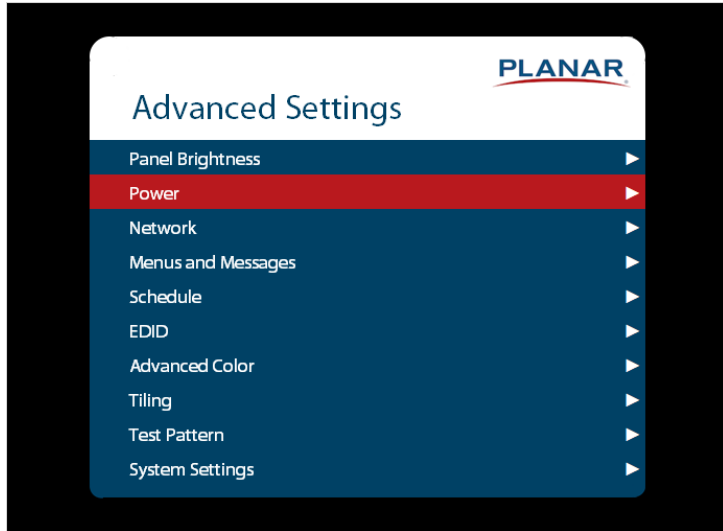 PLANAR
Advanced Settings
Panel Brightness
Power
Network
Menus and Messages
Schedule
EDID
Advanced Color
Tiling
Test Pattern
System Settings